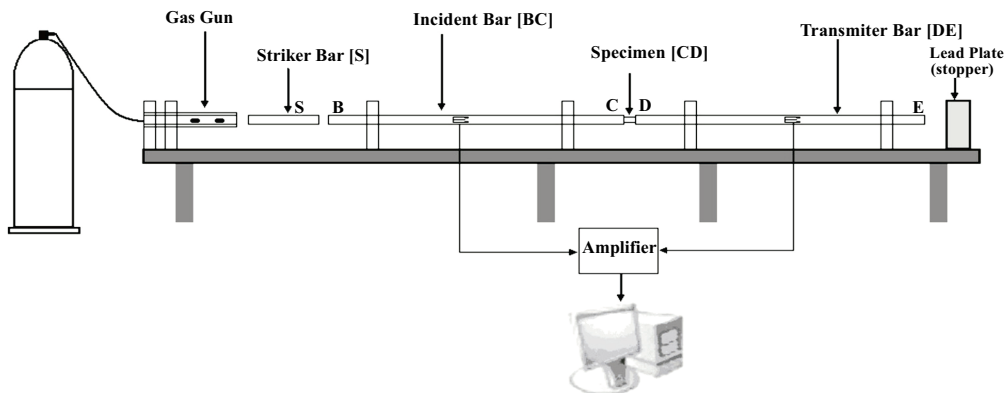 Gas Gun
Incident Bar [BC]
Striker Bar [S]
Specimen [CD]
Transmiter Bar [DE]
Lead Plate
(stopper)
S
B
C
D
E
Amplifier